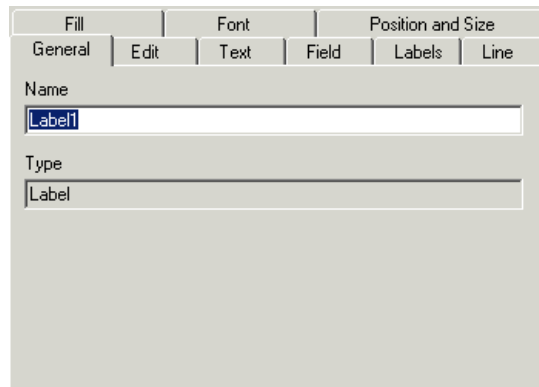 Fill Font Position and Size
General Edit Text Field Labels Line
Name
Label1
Type
Label